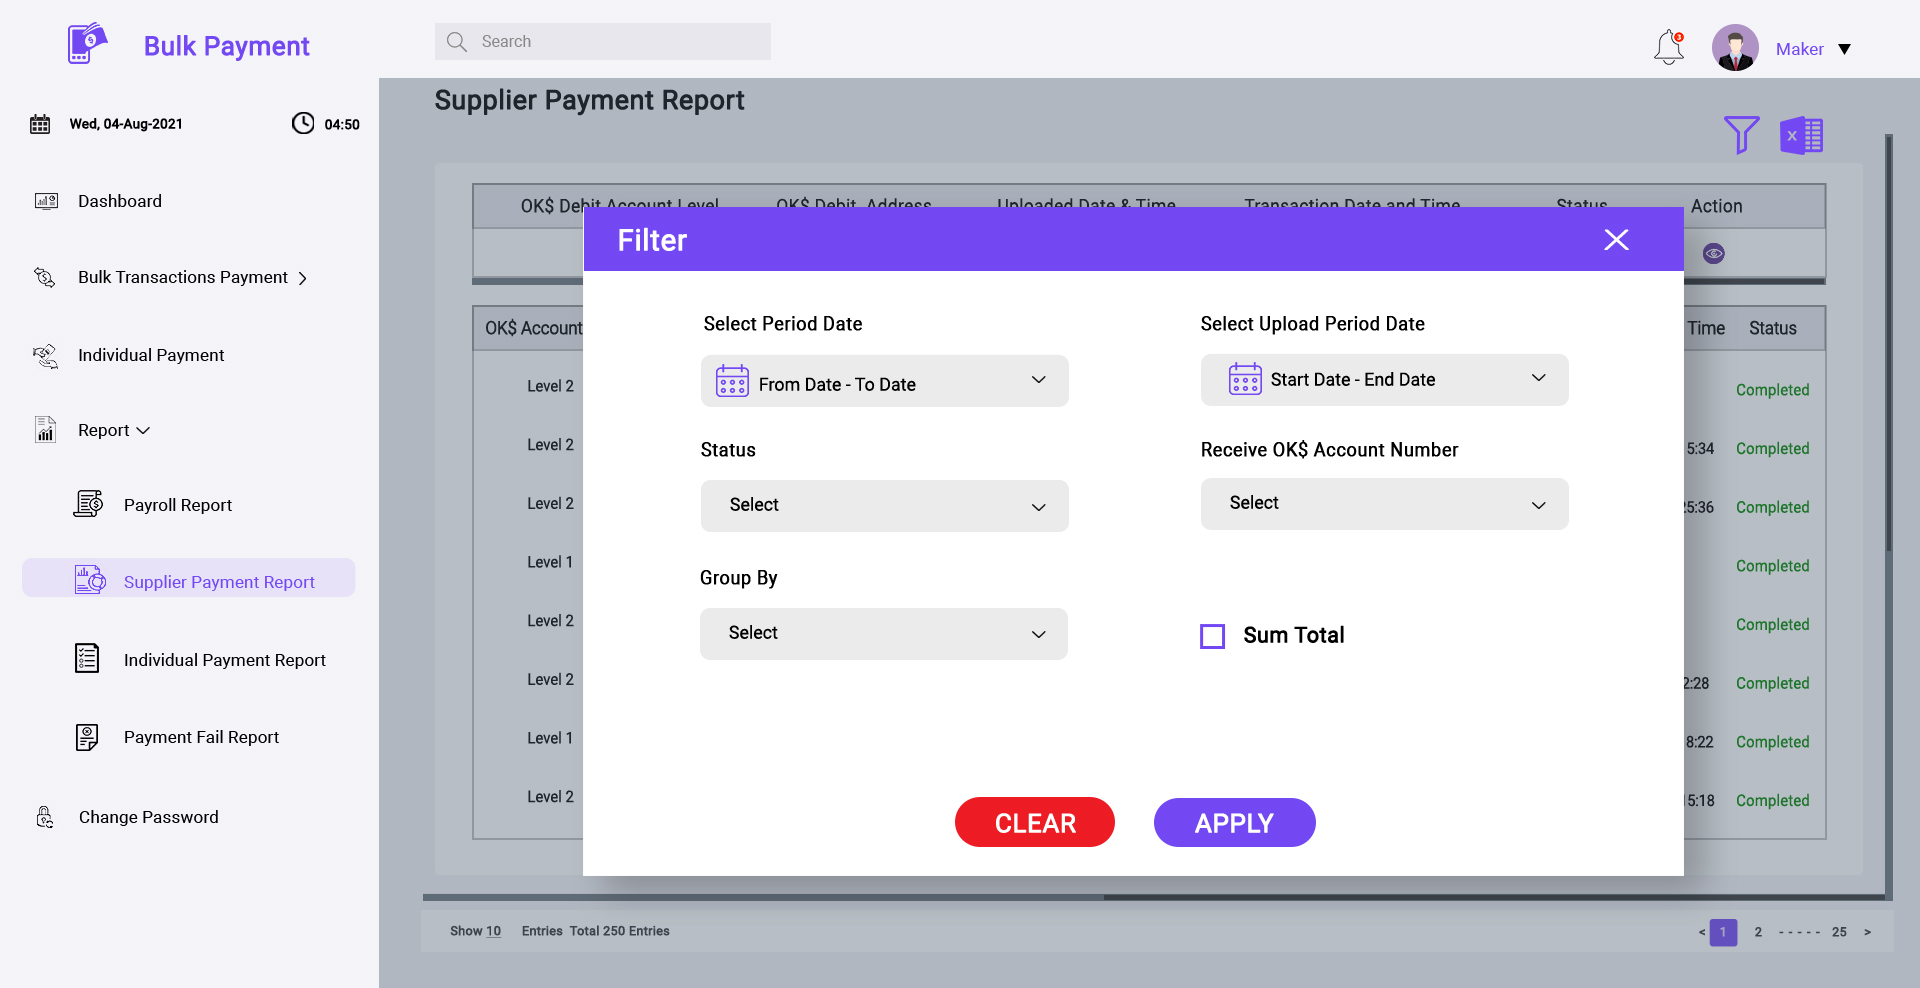 Bulk Payment
Search
3
Maker
Wed, 04-Aug-2021
04:50
Dashboard
Bulk Transactions Payment
Individual Payment
Report
Payroll Report
Supplier Payment Report
Individual Payment Report
Payment Fail Report
Change Password
Supplier Payment Report
X
OK$ Debit Account Level
OK$ Debit Address
Uploaded Date & Time
Transaction Date and Time
Status
Action
Filter
Select Period Date
Select Upload Period Date
From Date - To Date
Start Date - End Date
Status
Receive OK$ Account Number
Select
Select
Group By
Select
Sum Total
CLEAR
APPLY
OK$ Account
Time
Status
Level 2
Completed
Level 2
5:34
Completed
Level 2
25:36
Completed
Level 1
Completed
Level 2
Completed
Level 2
2:28
Completed
Level 1
8:22
Completed
Level 2
15:18
Completed
Show 10 Entries Total 250 Entries
< 1 2 - - - - - 25 >